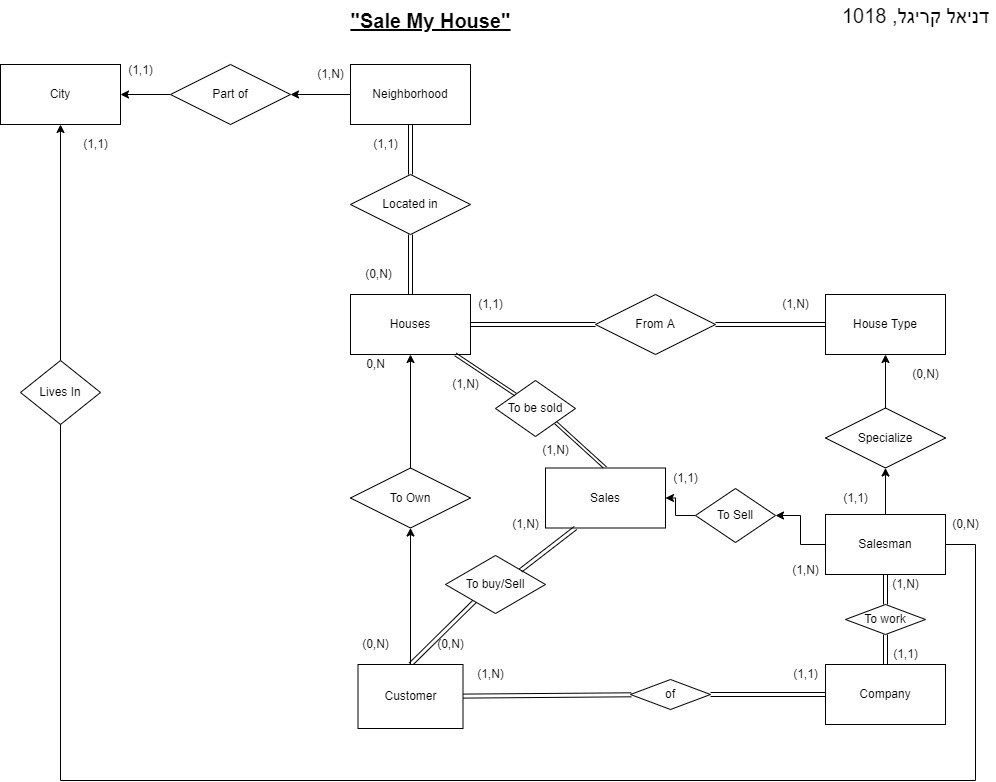 "Sale My House"
דניאל קריגל, 1018
(1,1)
(1,N)
City
Part of
Neighborhood
(1,1)
(1,1)
Located in
(0,N)
(1,1)
(1,N)
Houses
From A
House Type
0,N
(1,N)
(0,N)
Lives In
To be sold
Specialize
(1,N)
(1,1)
To Own
Sales
(1,1)
(1,N)
To Sell
(0,N)
Salesman
(1,N)
(1,N)
To buy/Sell
To work
(0,N)
(0,N)
(1,1)
(1,N)
(1,1)
Customer
of
Company